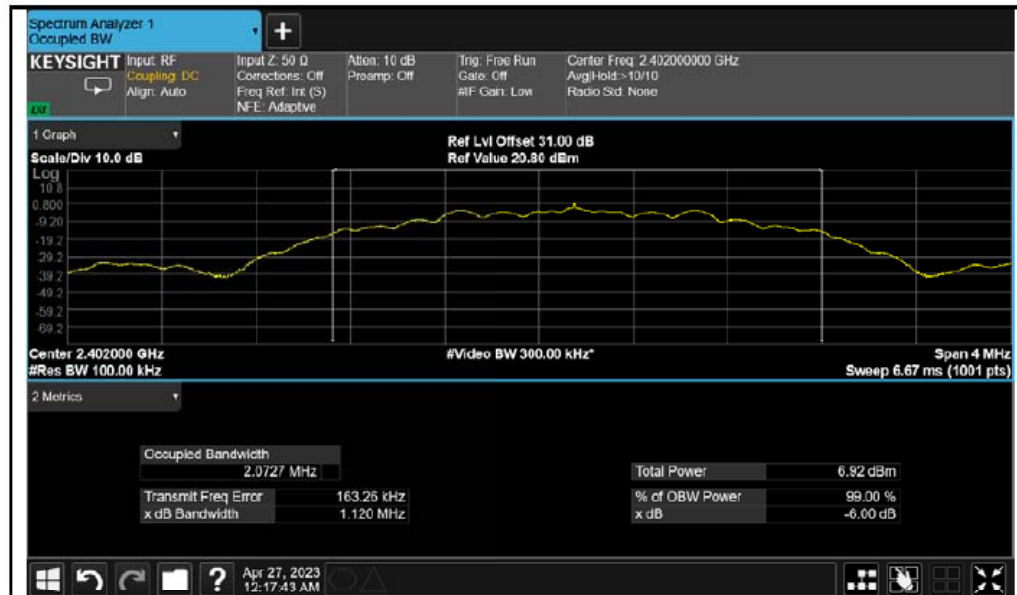 Spectrum Analyzer 1
Occupied BW
+
KEYSIGHT
Input: RF
Coupling: DC
Align: Auto
Input Z: 50 Ω
Corrections: Off
Freq Ref: Int (S)
NFE: Adaptive
Atten: 10 dB
Preamp: Off
Trig: Free Run
Gate: Off
#IF Gain: Low
Center Freq: 2.402000000 GHz
Avg|Hold:>10/10
Radio Std: None
1 Graph
Scale/Div 10.0 dB
Ref Lvl Offset 31.00 dB
Ref Value 20.80 dBm
Log
10.8
0.800
-9.20
-19.2
-29.2
-39.2
-49.2
-59.2
-69.2
Center 2.402000 GHz
#Video BW 300.00 kHz*
Span 4 MHz
#Res BW 100.00 kHz
Sweep 6.67 ms (1001 pts)
2 Metrics
Occupied Bandwidth
2.0727 MHz
Total Power 6.92 dBm
Transmit Freq Error 163.26 kHz
% of OBW Power 99.00 %
x dB Bandwidth 1.120 MHz
x dB -6.00 dB
?
Apr 27, 2023
12:17:43 AM